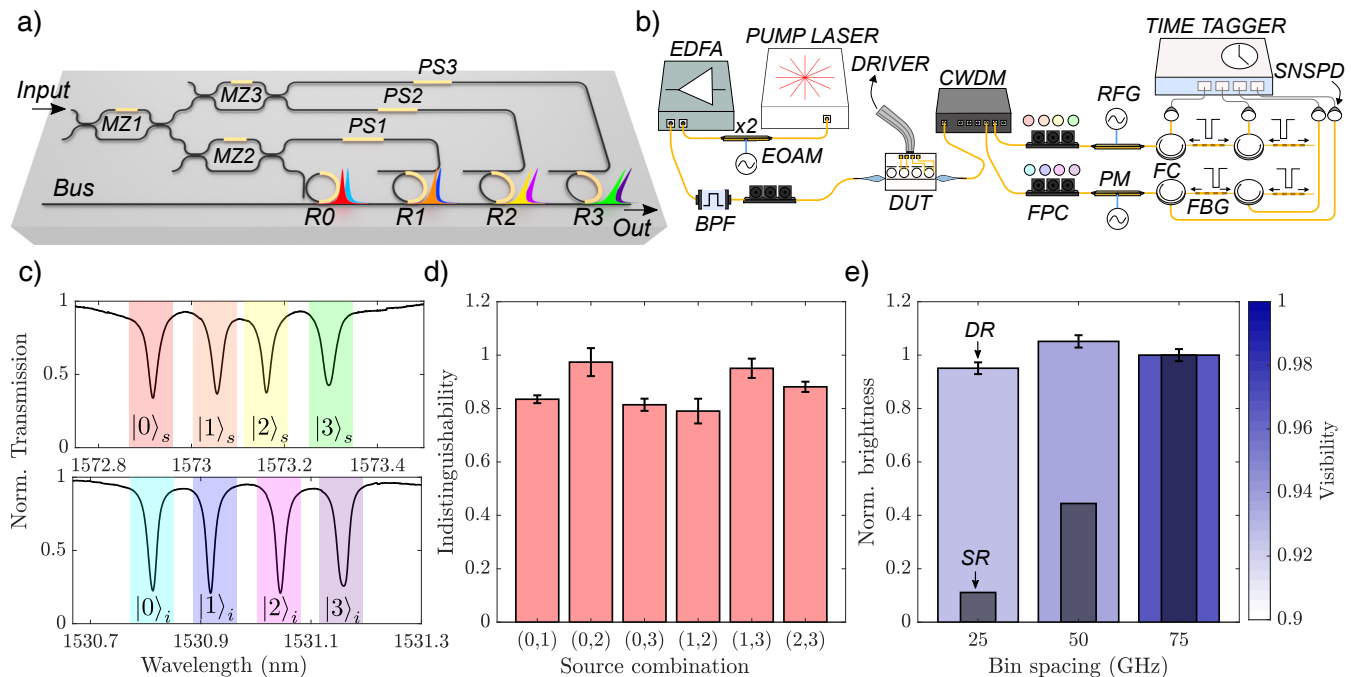 a)
Input
MZ1
MZ3
MZ2
PS3
PS2
PS1
Bus
R0
R1
R2
R3
Out
b)
EDFA
PUMP LASER
DRIVER
x2
EOAM
BPF
DUT
CWDM
RFG
TIME TAGGER
SNSPD
FC
PM
FPC
FBG
c)
Norm. Transmission
1
0.5
0
|0⟩s
|1⟩s
|2⟩s
|3⟩s
1572.8
1573
1573.2
1573.4
1
0.5
0
|0⟩i
|1⟩i
|2⟩i
|3⟩i
1530.7
1530.9
1531.1
1531.3
Wavelength (nm)
d)
Indistinguishability
1.2
1
0.8
0.6
0.4
0.2
0
(0,1)
(0,2)
(0,3)
(1,2)
(1,3)
(2,3)
Source combination
e)
Norm. brightness
1.2
1
0.8
0.6
0.4
0.2
0
DR
SR
25
50
75
Bin spacing (GHz)
1
0.98
0.96
0.94
0.92
0.9
Visibility